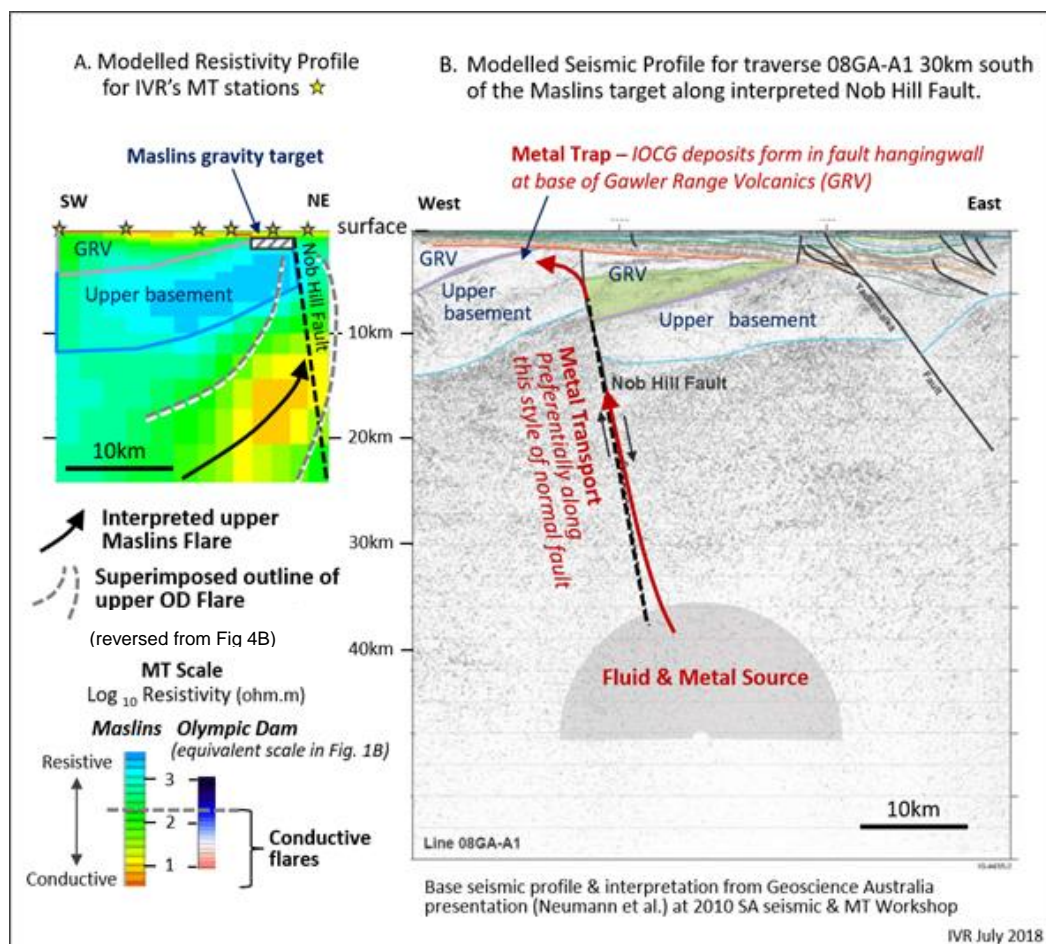 A. Modelled Resistivity Profile
for IVR's MT stations
B. Modelled Seismic Profile for traverse 08GA-A1 30km south
of the Maslins target along interpreted Nob Hill Fault.
Maslins gravity target
Metal Trap – IOCG deposits form in fault hangingwall
at base of Gawler Range Volcanics (GRV)
SW
NE
surface
West
East
GRV
Upper basement
Nob Hill Fault
10km
20km
30km
40km
10km
GRV
GRV
Upper
basement
Upper basement
Yadlamalka
Fault
Nob Hill Fault
Metal Transport
Preferentially along
this style of normal fault
Fluid & Metal Source
10km
Line 08GA-A1
Interpreted upper
Maslins Flare
Superimposed outline of
upper OD Flare
(reversed from Fig 4B)
MT Scale
Log 10 Resistivity (ohm.m)
Maslins Olympic Dam
(equivalent scale in Fig. 1B)
Resistive
Conductive
3
2
1
Conductive
flares
Base seismic profile & interpretation from Geoscience Australia
presentation (Neumann et al.) at 2010 SA seismic & MT Workshop
IVR July 2018